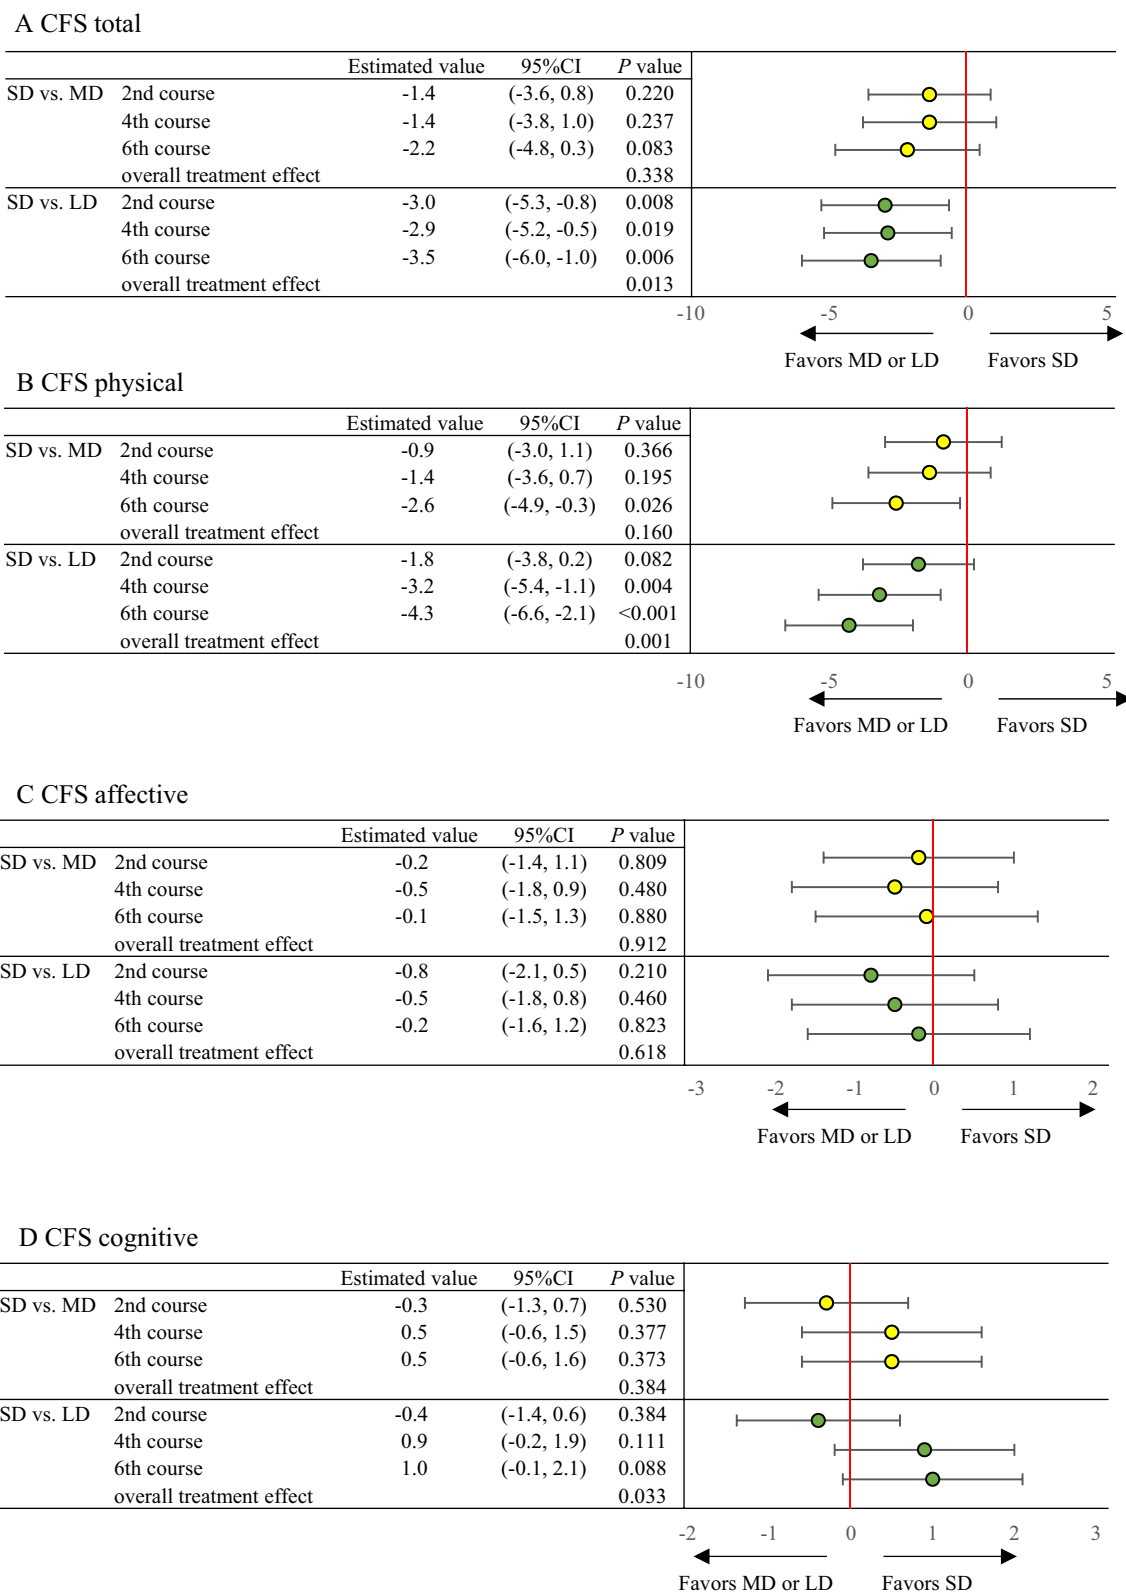 A CFS total
Estimated value 95%CI P value
SD vs. MD 2nd course -1.4 (-3.6, 0.8) 0.220
4th course -1.4 (-3.8, 1.0) 0.237
6th course -2.2 (-4.8, 0.3) 0.083
overall treatment effect 0.338
SD vs. LD 2nd course -3.0 (-5.3, -0.8) 0.008
4th course -2.9 (-5.2, -0.5) 0.019
6th course -3.5 (-6.0, -1.0) 0.006
overall treatment effect 0.013
-10 -5 0 5
Favors MD or LD Favors SD
B CFS physical
Estimated value 95%CI P value
SD vs. MD 2nd course -0.9 (-3.0, 1.1) 0.366
4th course -1.4 (-3.6, 0.7) 0.195
6th course -2.6 (-4.9, -0.3) 0.026
overall treatment effect 0.160
SD vs. LD 2nd course -1.8 (-3.8, 0.2) 0.082
4th course -3.2 (-5.4, -1.1) 0.004
6th course -4.3 (-6.6, -2.1) <0.001
overall treatment effect 0.001
-10 -5 0 5
Favors MD or LD Favors SD
C CFS affective
Estimated value 95%CI P value
SD vs. MD 2nd course -0.2 (-1.4, 1.1) 0.809
4th course -0.5 (-1.8, 0.9) 0.480
6th course -0.1 (-1.5, 1.3) 0.880
overall treatment effect 0.912
SD vs. LD 2nd course -0.8 (-2.1, 0.5) 0.210
4th course -0.5 (-1.8, 0.8) 0.460
6th course -0.2 (-1.6, 1.2) 0.823
overall treatment effect 0.618
-3 -2 -1 0 1 2
Favors MD or LD Favors SD
D CFS cognitive
Estimated value 95%CI P value
SD vs. MD 2nd course -0.3 (-1.3, 0.7) 0.530
4th course 0.5 (-0.6, 1.5) 0.377
6th course 0.5 (-0.6, 1.6) 0.373
overall treatment effect 0.384
SD vs. LD 2nd course -0.4 (-1.4, 0.6) 0.384
4th course 0.9 (-0.2, 1.9) 0.111
6th course 1.0 (-0.1, 2.1) 0.088
overall treatment effect 0.033
-2 -1 0 1 2 3
Favors MD or LD Favors SD